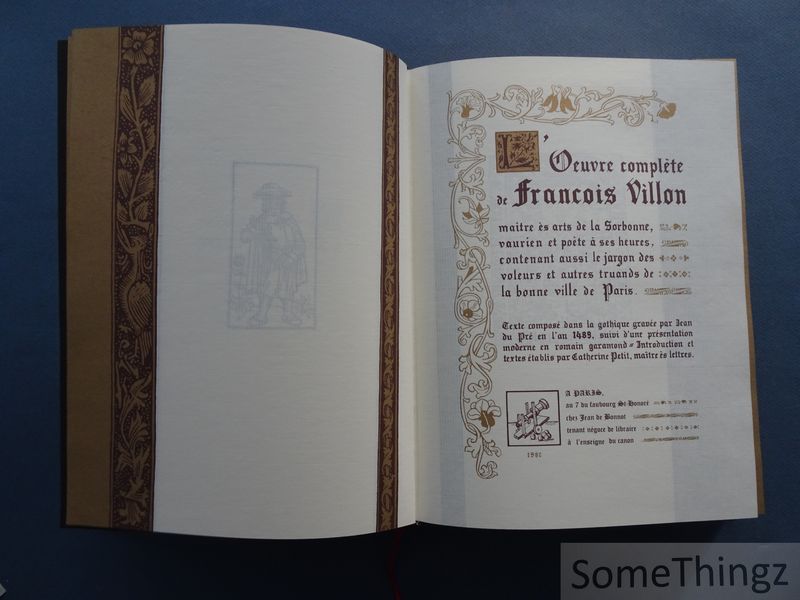 L'Oeuvre complète
de Francois Villon
maitre ès arts de la Sorbonne,
vaurien et poète à ses heures,
contenant aussi le jargon des
voleurs et autres truands de
la bonne ville de Paris.
Texte composé dans la gothique gravée par Jean
du Pré en l'an 1489, suivi d'une présentation
moderne en romain garamond - Introduction et
textes établis par Catherine Petit, maitre ès lettres.
A PARIS,
au 7 du faubourg St-Honoré
chez Jean de Bonnot
tenant négoce de libraire
à l'enseigne du canon
1980
SomeThingz